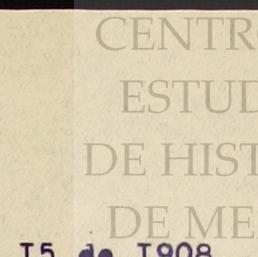 CENTRO
ESTUD
DE HIST
DE ME
I5 de I908